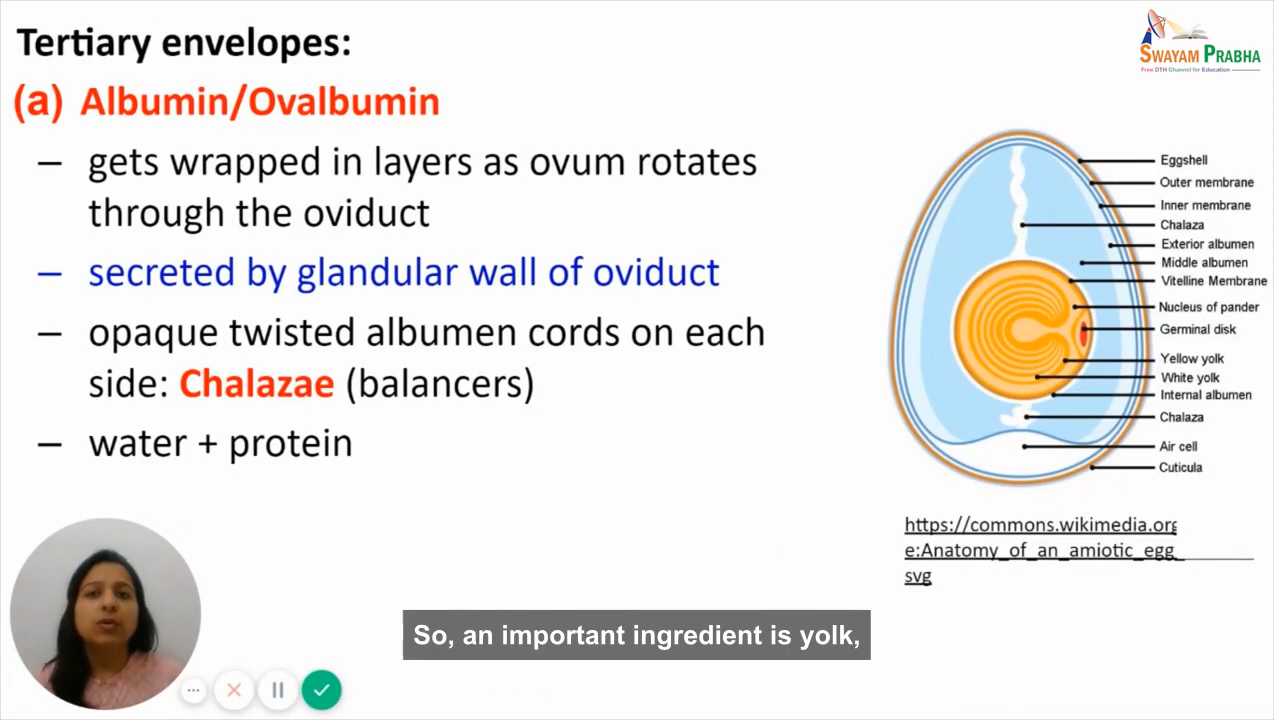 Tertiary envelopes:
(a) Albumin/Ovalbumin
– gets wrapped in layers as ovum rotates
through the oviduct
– secreted by glandular wall of oviduct
– opaque twisted albumen cords on each
side: Chalazae (balancers)
– water + protein
SWAYAM PRABHA
Free DTH Channel for Education
Eggshell
Outer membrane
Inner membrane
Chalaza
Exterior albumen
Middle albumen
Vitelline Membrane
Nucleus of pander
Germinal disk
Yellow yolk
White yolk
Internal albumen
Chalaza
Air cell
Cuticula
https://commons.wikimedia.org
e:Anatomy_of_an_amiotic_egg_
svg
So, an important ingredient is yolk,